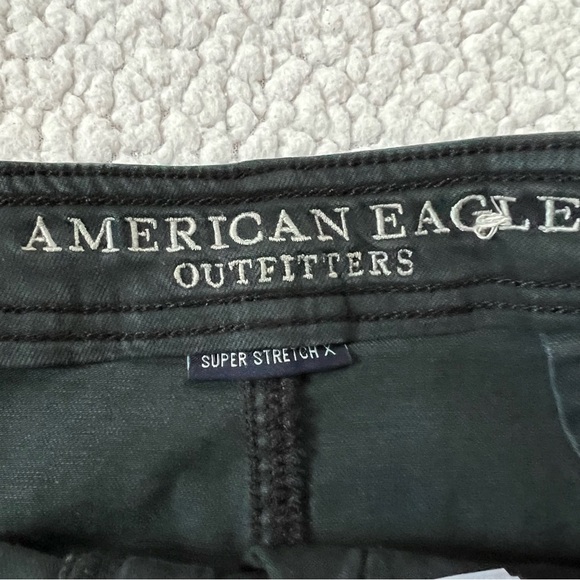 AMERICAN EAGLE
OUTFITTERS
SUPER STRETCH X